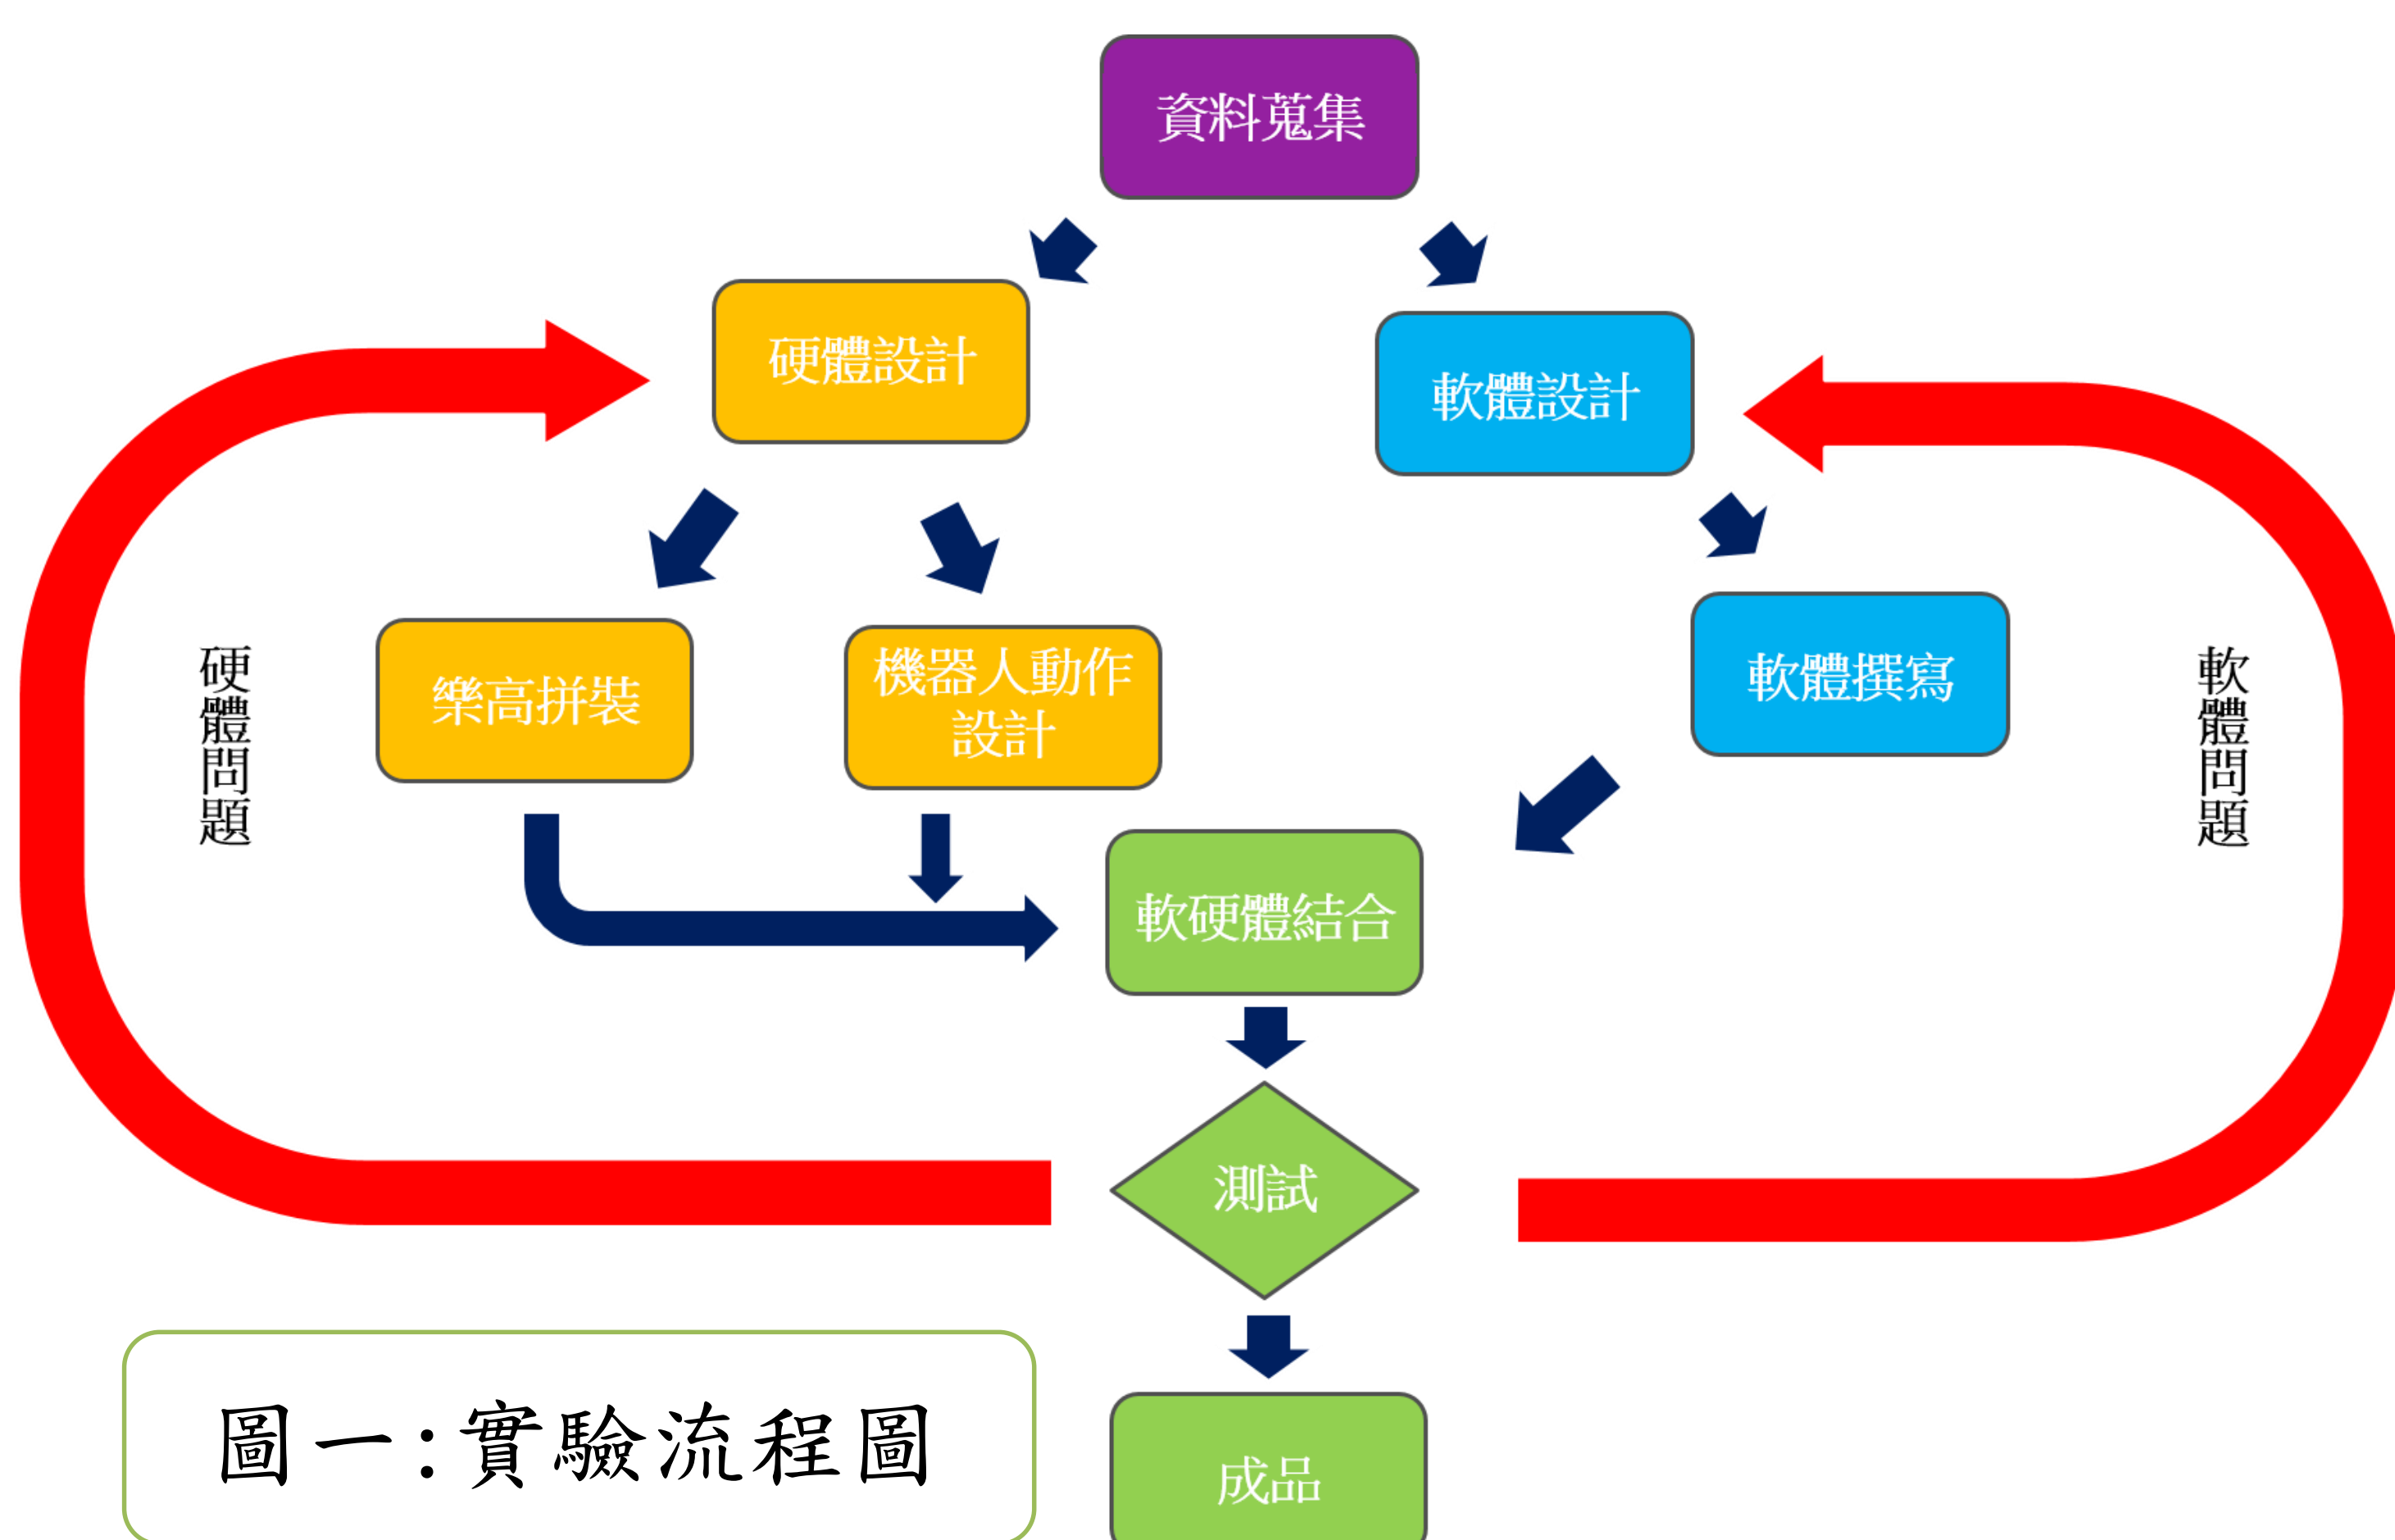 資料蒐集
硬體設計
軟體設計
樂高拼裝
機器人動作
設計
軟體撰寫
硬體問題
軟體問題
軟硬體結合
測試
成品
圖一：實驗流程圖